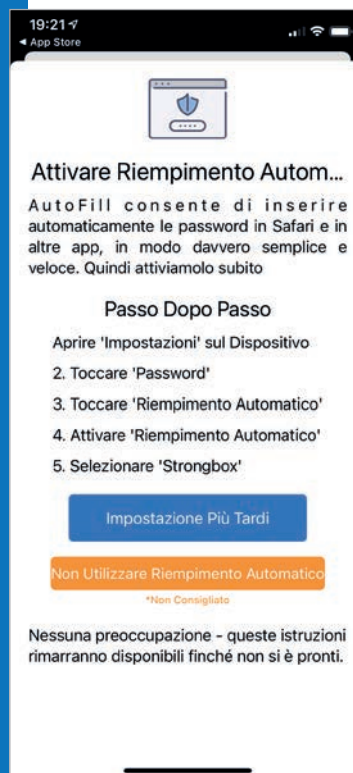 19:21
◀ App Store
Attivare Riempimento Autom...
AutoFill consente di inserire
automaticamente le password in Safari e in
altre app, in modo davvero semplice e
veloce. Quindi attiviamolo subito
Passo Dopo Passo
Aprire 'Impostazioni' sul Dispositivo
2. Toccare 'Password'
3. Toccare 'Riempimento Automatico'
4. Attivare 'Riempimento Automatico'
5. Selezionare 'Strongbox'
Impostazione Più Tardi
Non Utilizzare Riempimento Automatico
*Non Consigliato
Nessuna preoccupazione - queste istruzioni
rimarranno disponibili finché non si è pronti.